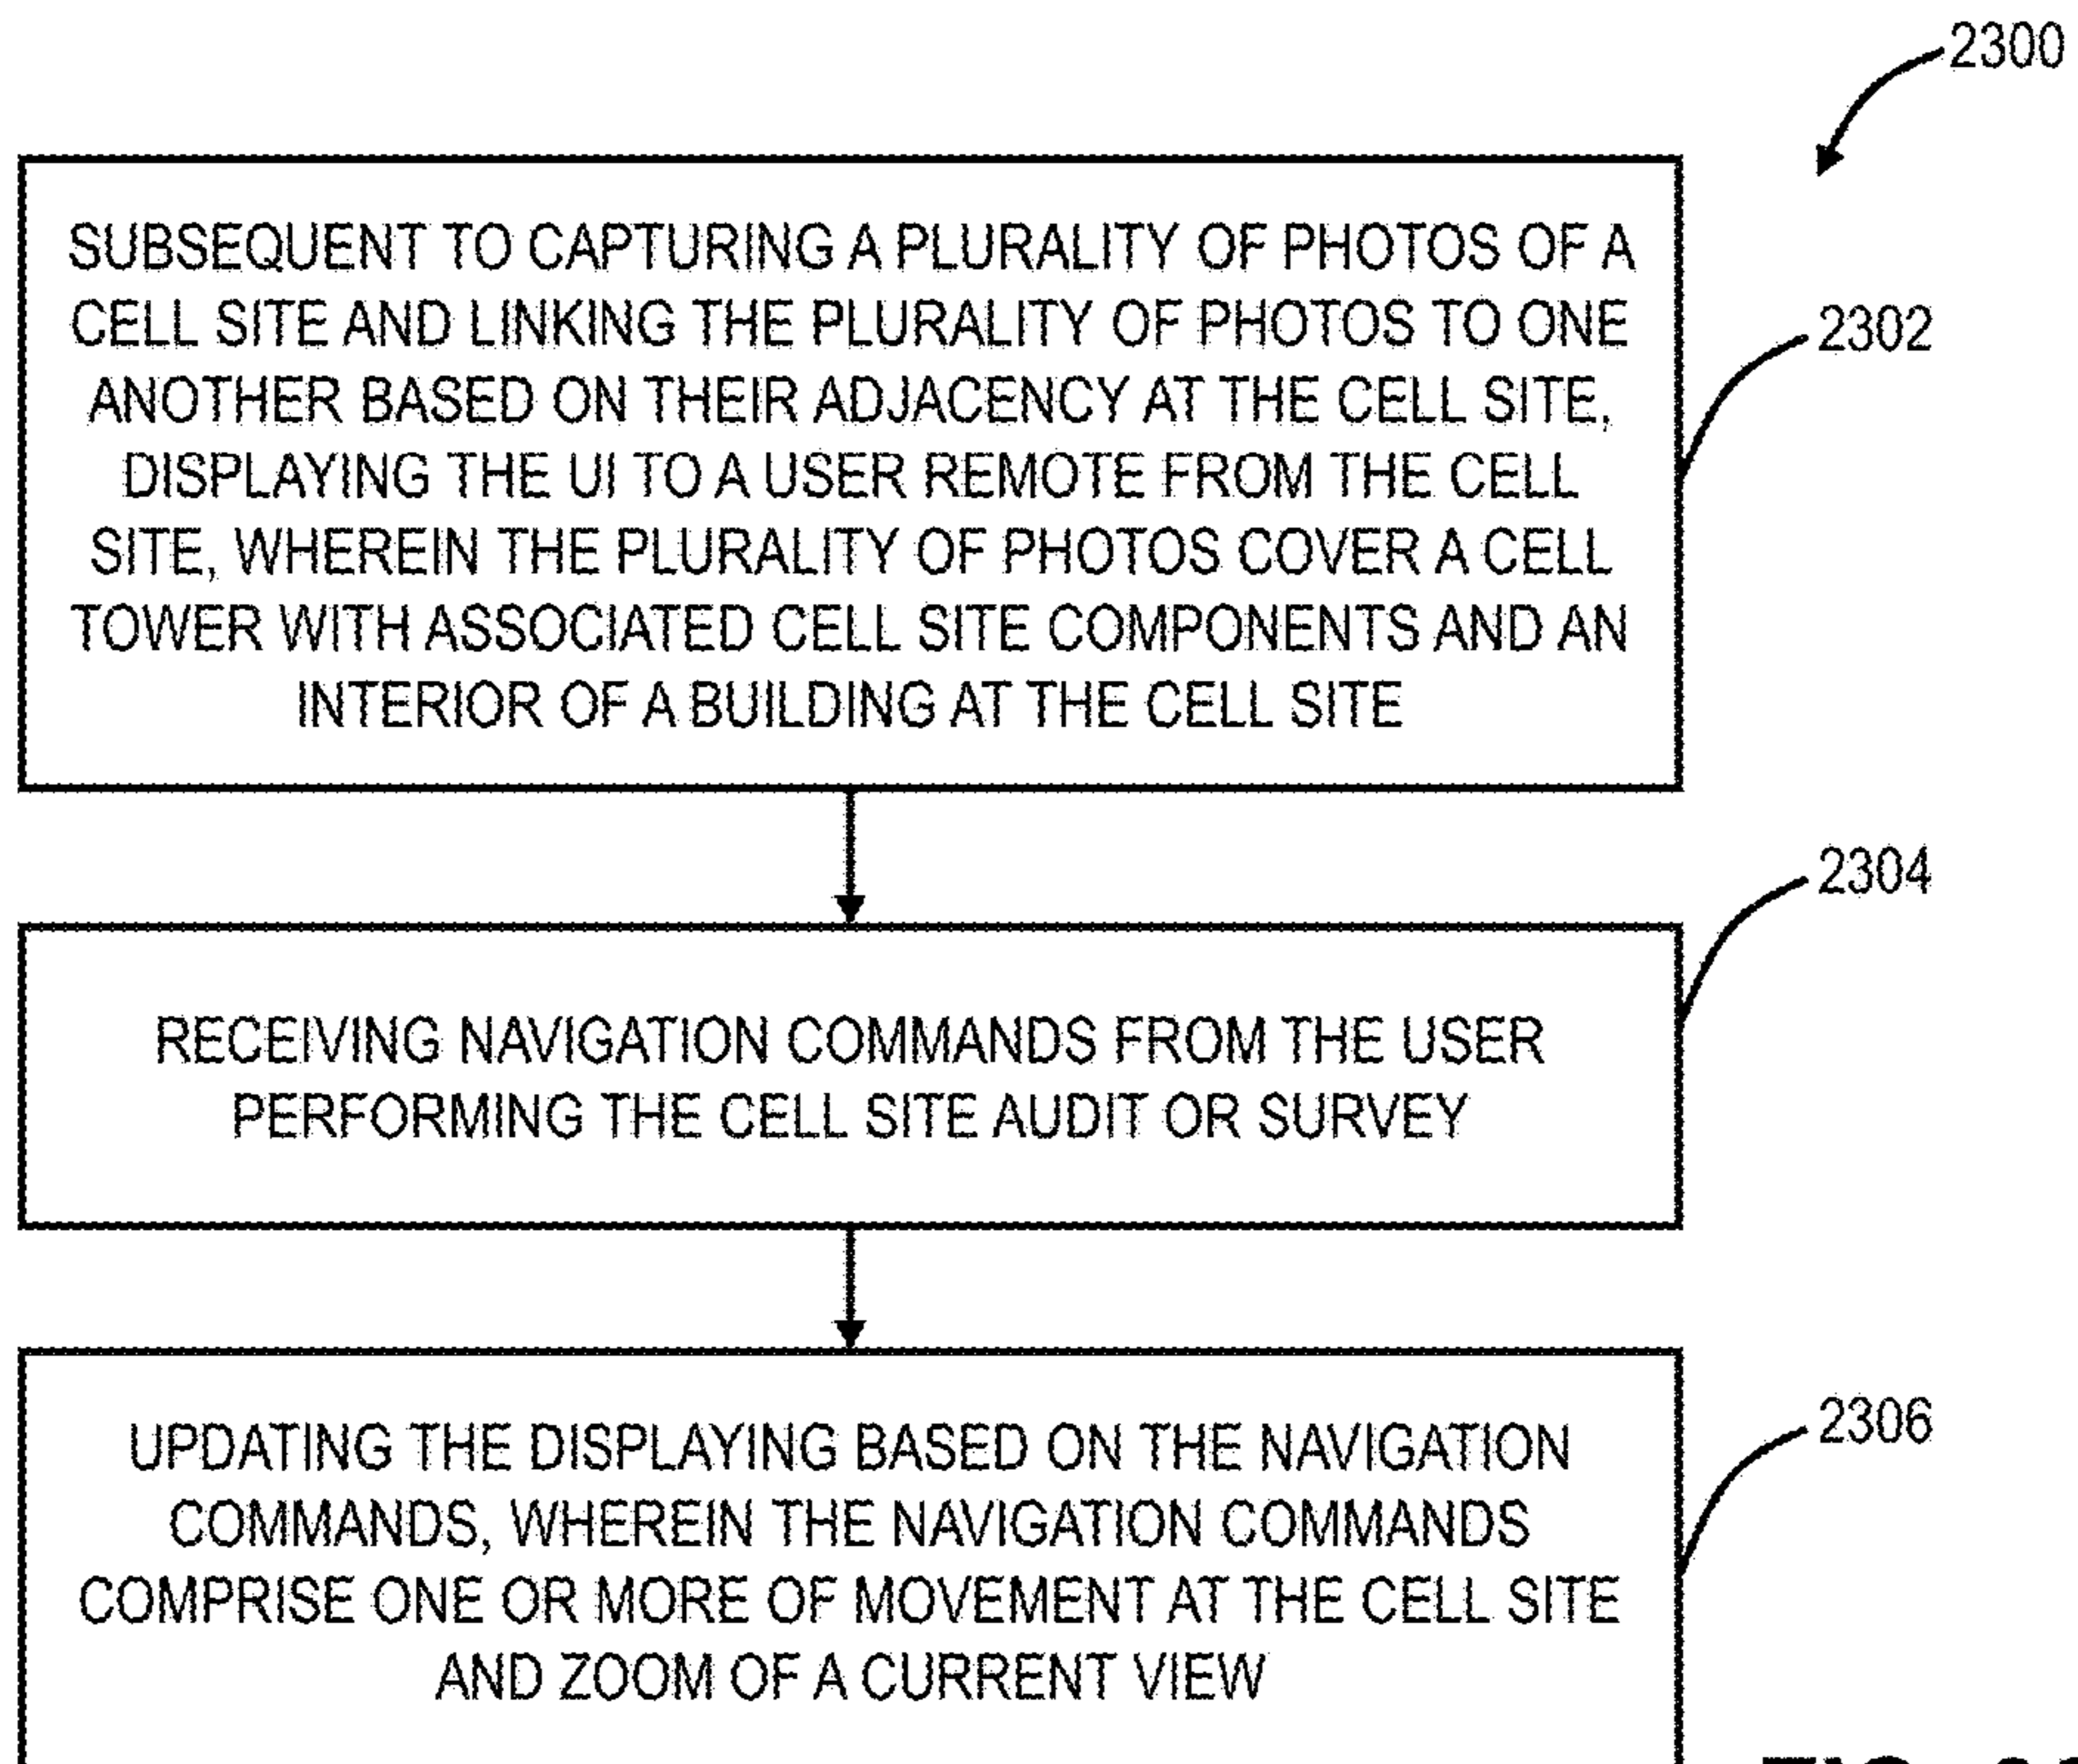 2300
SUBSEQUENT TO CAPTURING A PLURALITY OF PHOTOS OF A
CELL SITE AND LINKING THE PLURALITY OF PHOTOS TO ONE
ANOTHER BASED ON THEIR ADJACENCY AT THE CELL SITE,
DISPLAYING THE UI TO A USER REMOTE FROM THE CELL
SITE, WHEREIN THE PLURALITY OF PHOTOS COVER A CELL
TOWER WITH ASSOCIATED CELL SITE COMPONENTS AND AN
INTERIOR OF A BUILDING AT THE CELL SITE
2302
RECEIVING NAVIGATION COMMANDS FROM THE USER
PERFORMING THE CELL SITE AUDIT OR SURVEY
2304
UPDATING THE DISPLAYING BASED ON THE NAVIGATION
COMMANDS, WHEREIN THE NAVIGATION COMMANDS
COMPRISE ONE OR MORE OF MOVEMENT AT THE CELL SITE
AND ZOOM OF A CURRENT VIEW
2306